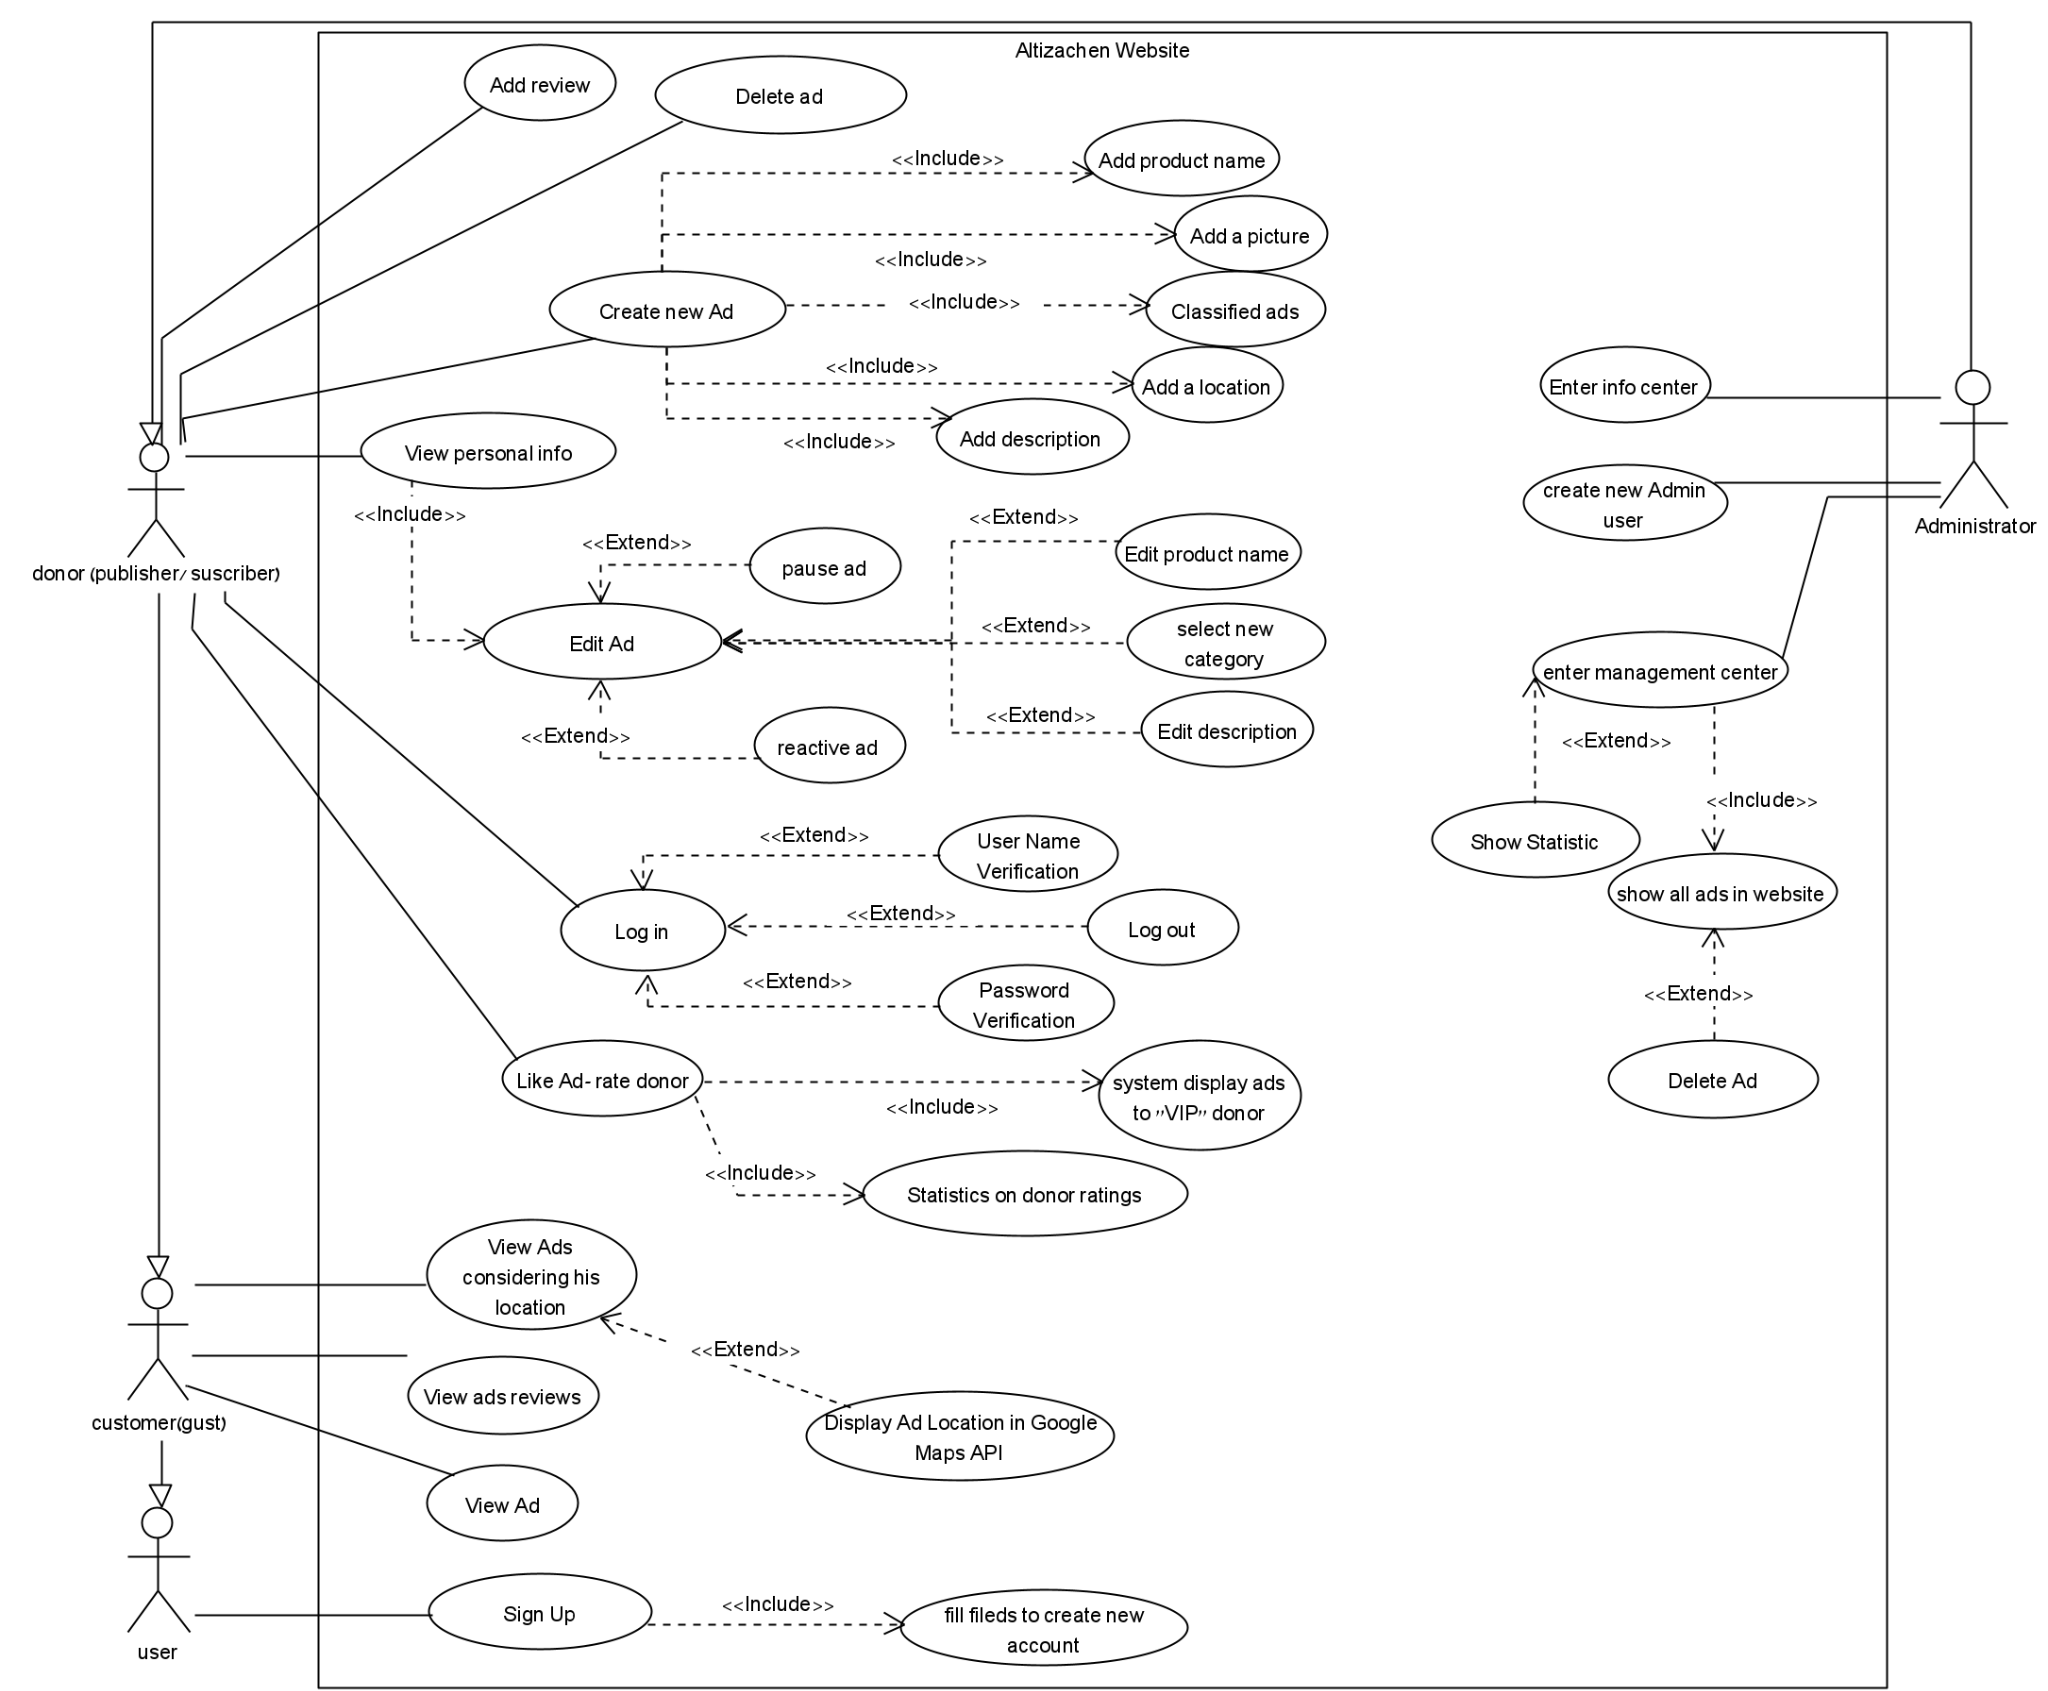 Altizachen Website
Add review
Delete ad
<<Include>>
Add product name
Add a picture
<<Include>>
Create new Ad
<<Include>>
Classified ads
<<Include>>
Add a location
<<Include>>
Add description
View personal info
<<Include>>
donor (publisher/ suscriber)
Enter info center
create new Admin
user
Administrator
<<Extend>>
pause ad
<<Extend>>
Edit product name
Edit Ad
<<Extend>>
select new
category
<<Extend>>
reactive ad
<<Extend>>
Edit description
enter management center
<<Extend>>
<<Include>>
Show Statistic
show all ads in website
<<Extend>>
Delete Ad
<<Extend>>
User Name
Verification
Log in
<<Extend>>
Log out
<<Extend>>
Password
Verification
Like Ad- rate donor
<<Include>>
system display ads
to "VIP" donor
<<Include>>
Statistics on donor ratings
View Ads
considering his
location
<<Extend>>
View ads reviews
Display Ad Location in Google
Maps API
customer(gust)
View Ad
Sign Up
<<Include>>
fill fileds to create new
account
user